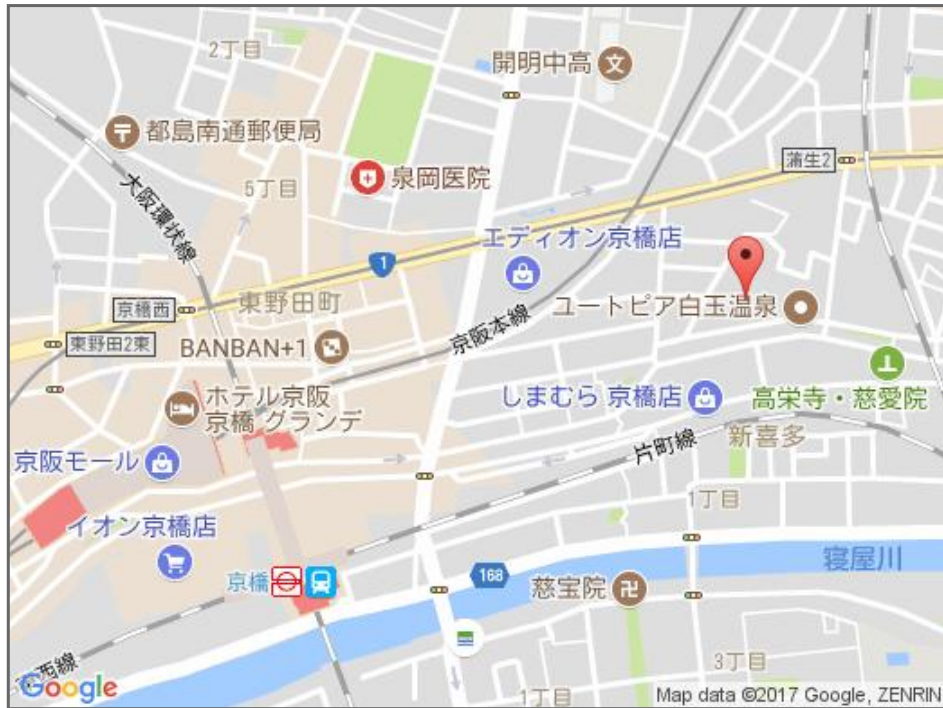 2丁目
開明中高
都島南通郵便局
蒲生2
泉岡医院
5丁目
大阪環状線
エディオン京橋店
1
東野田町
京橋西
ユートピア白玉温泉
京阪本線
東野田2東
BANBAN+1
高栄寺・慈愛院
ホテル京阪
京橋 グランデ
しまむら 京橋店
新喜多
片町線
京阪モール
1丁目
イオン京橋店
寝屋川
168
京橋
慈宝院
西線
3丁目
Google
1丁目
Map data ©2017 Google, ZENRIN